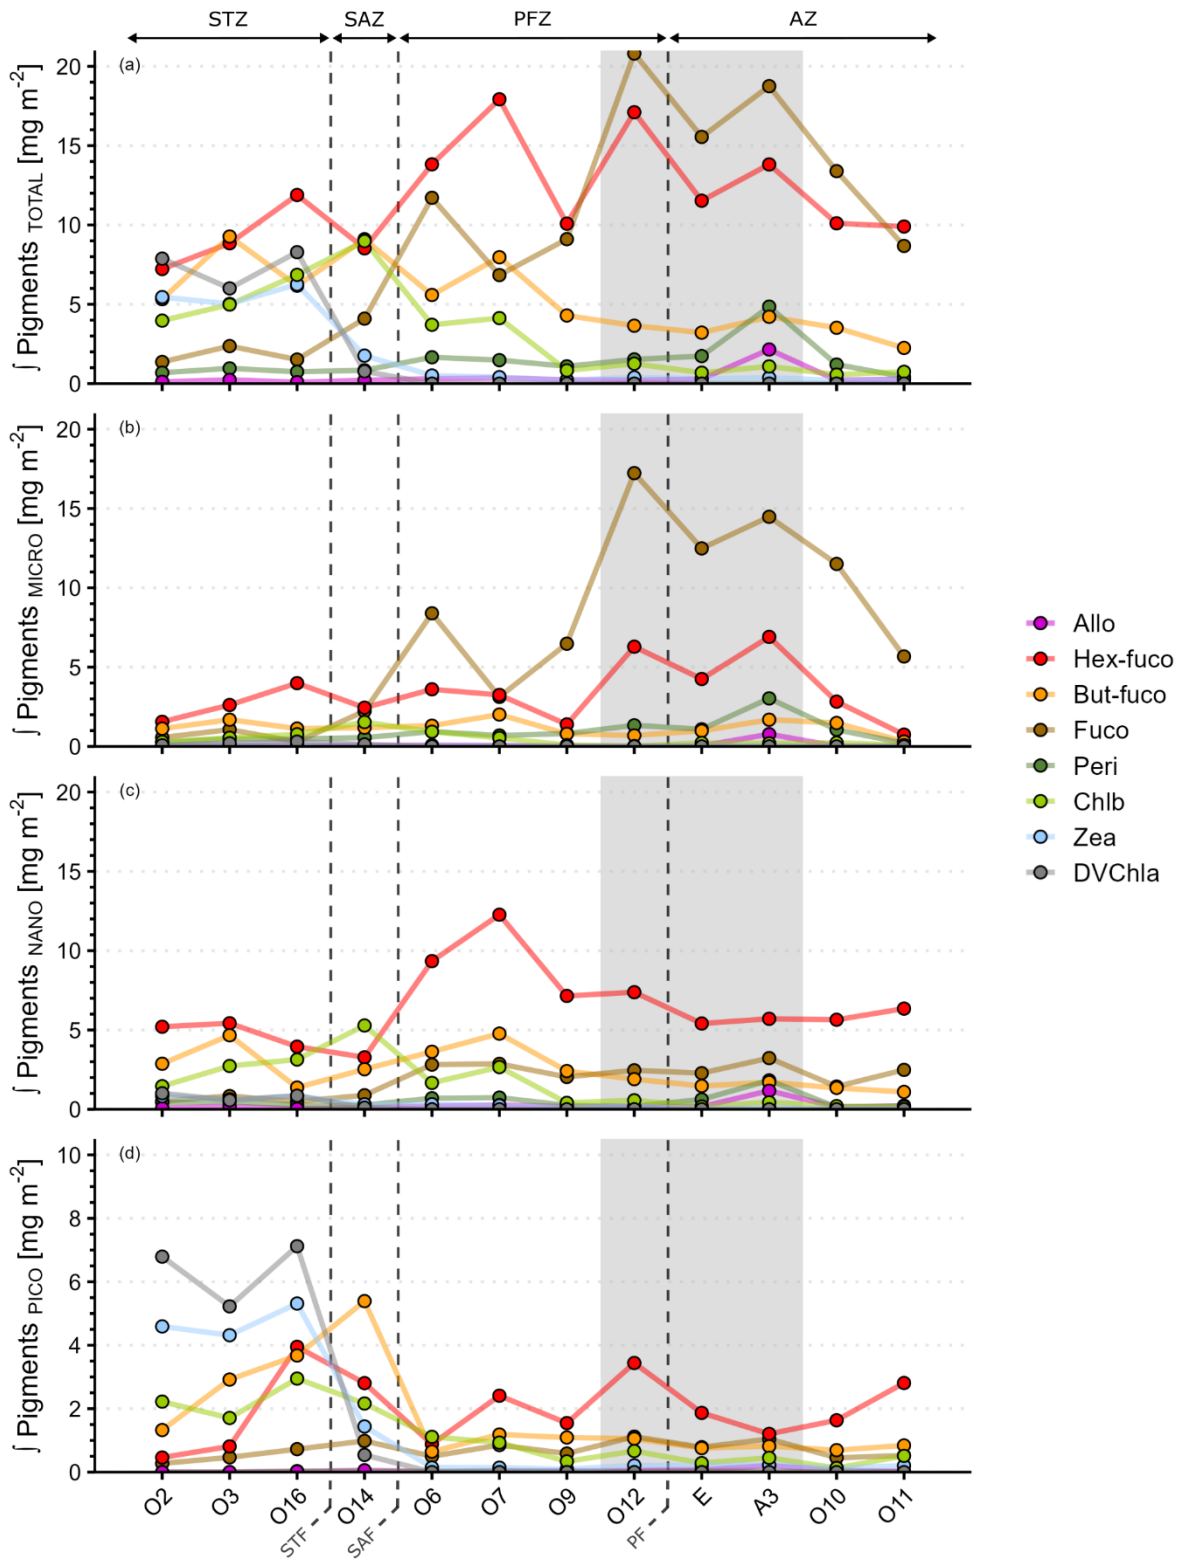 STZ SAZ PFZ AZ
(a)
∫ Pigments TOTAL [mg m-2]
20
15
10
5
0
(b)
∫ Pigments MICRO [mg m-2]
20
15
10
5
0
(c)
∫ Pigments NANO [mg m-2]
20
15
10
5
0
(d)
∫ Pigments PICO [mg m-2]
10
8
6
4
2
0
O2 O3 O16 O14 O6 O7 O9 O12 E A3 O10 O11
STF SAF PF
Allo
Hex-fuco
But-fuco
Fuco
Peri
Chlb
Zea
DVChla